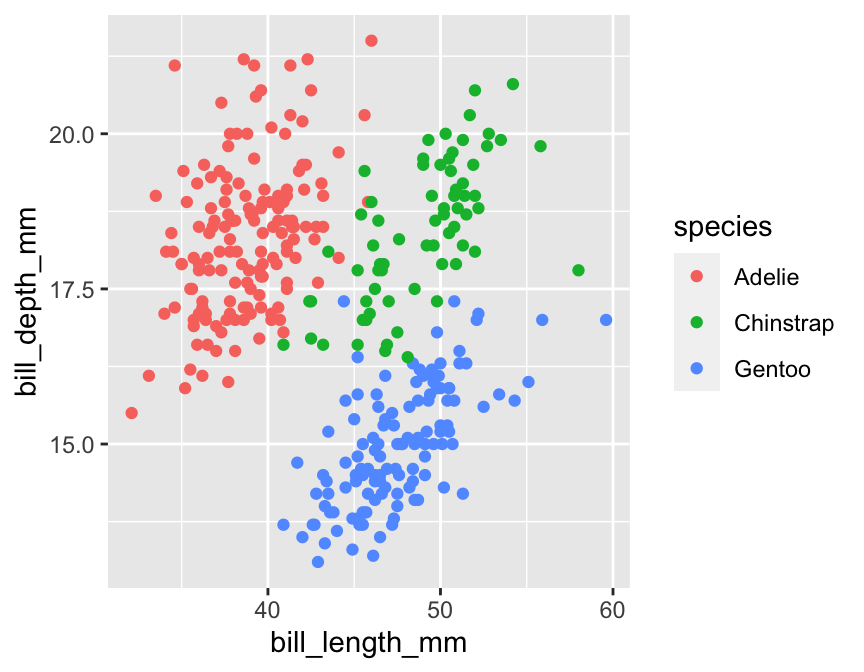 bill_depth_mm
20.0
17.5
15.0
40 50 60
bill_length_mm
species
Adelie
Chinstrap
Gentoo